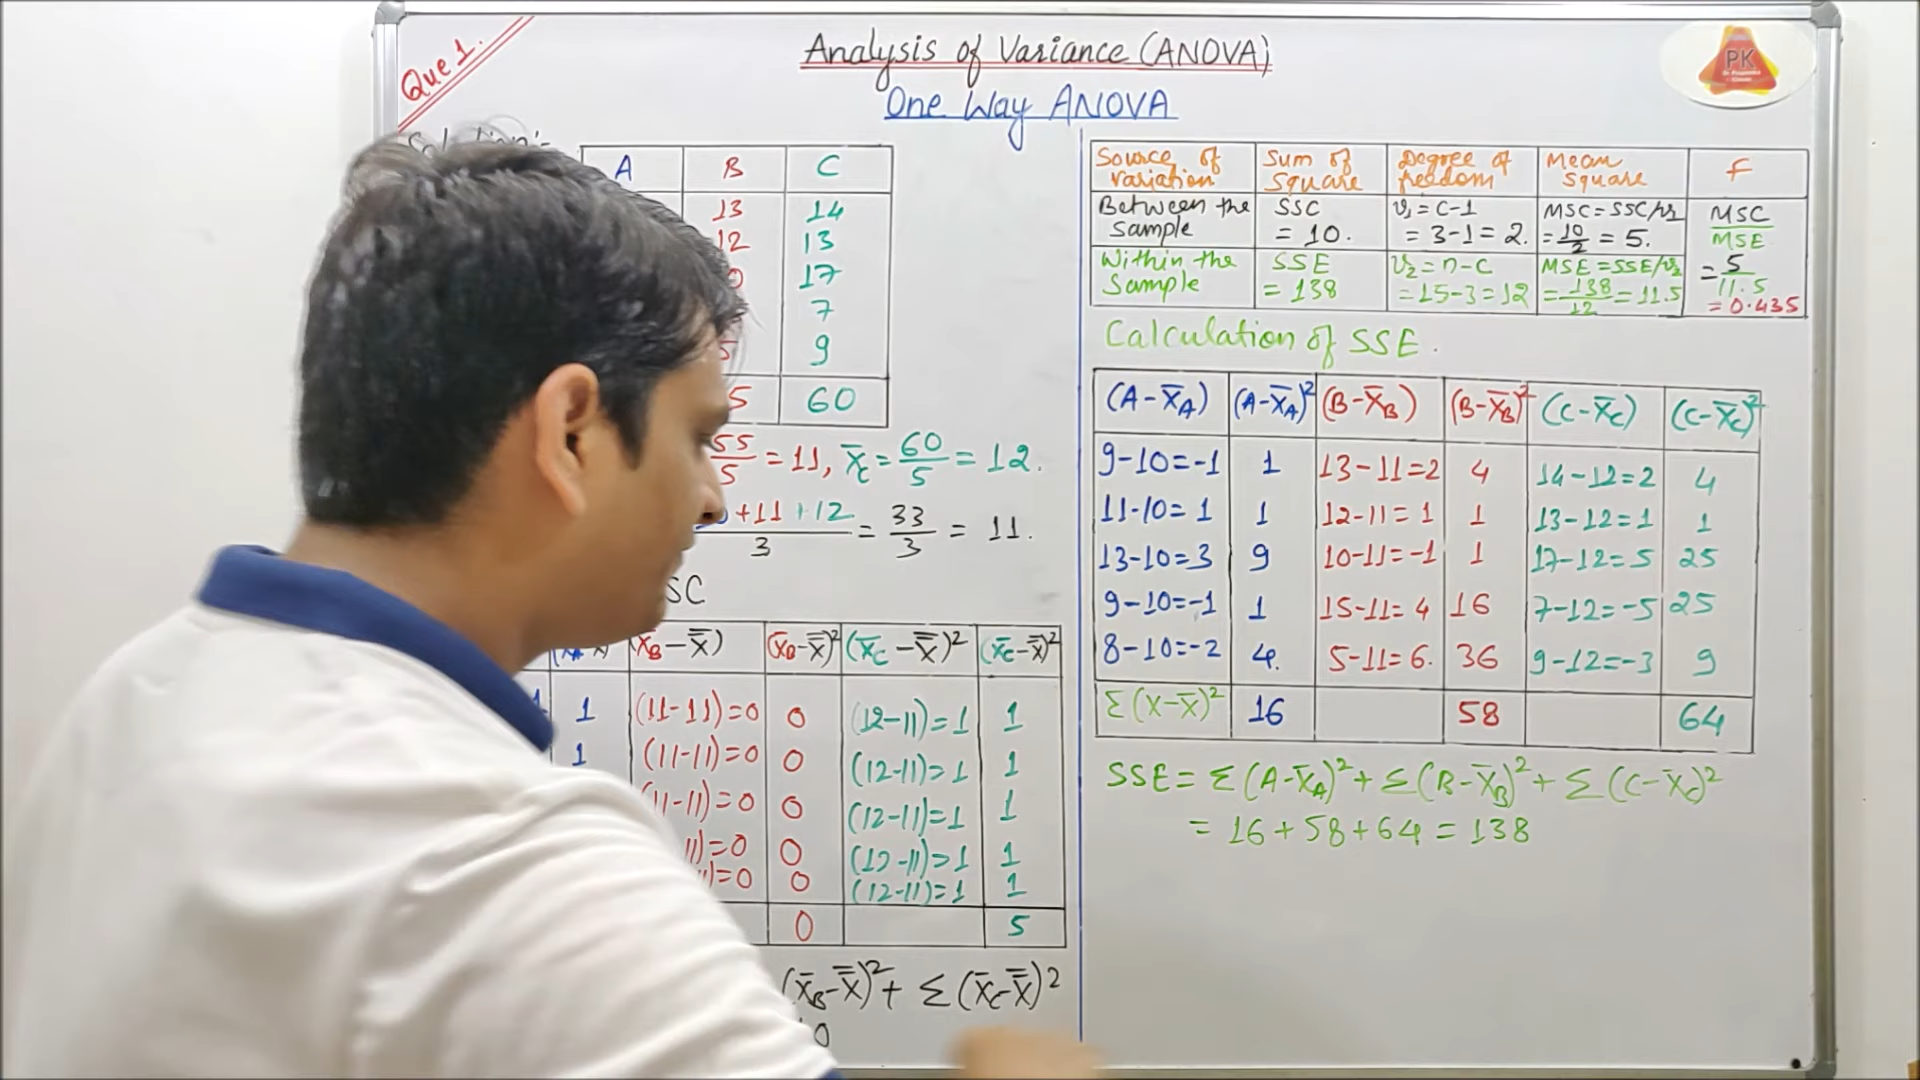 Que 1.
Analysis of Variance (ANOVA)
One Way ANOVA
PK
A B C
13 14
12 13
17
7
9
5 60
55/5 = 11, X̄c = 60/5 = 12.
+11 +12 / 3 = 33/3 = 11.
SC
(X̄B-X̿) (X̄B-X̿)² (X̄C-X̿)² (X̄C-X̿)²
1 (11-11)=0 0 (12-11)=1 1
1 (11-11)=0 0 (12-11)=1 1
11-11)=0 0 (12-11)=1 1
11)=0 0 (12-11)=1 1
)=0 0 (12-11)=1 1
0 5
(X̄B-X̿)² + Σ(X̄C-X̿)²
Source of variation Sum of Square Degree of freedom Mean square F
Between the Sample SSC = 10. v₁ = C-1 = 3-1 = 2. MSC = SSC/v₁ = 10/2 = 5. MSC/MSE
Within the Sample SSE = 138 v₂ = n-c = 15-3 = 12 MSE = SSE/v₂ = 138/12 = 11.5 = 5/11.5 = 0.435
Calculation of SSE.
(A-X̄A) (A-X̄A)² (B-X̄B) (B-X̄B)² (C-X̄C) (C-X̄C)²
9-10=-1 1 13-11=2 4 14-12=2 4
11-10=1 1 12-11=1 1 13-12=1 1
13-10=3 9 10-11=-1 1 17-12=5 25
9-10=-1 1 15-11=4 16 7-12=-5 25
8-10=-2 4. 5-11=6. 36 9-12=-3 9
Σ(X-X̄)² 16 58 64
SSE = Σ(A-X̄A)² + Σ(B-X̄B)² + Σ(C-X̄C)²
= 16+58+64 = 138